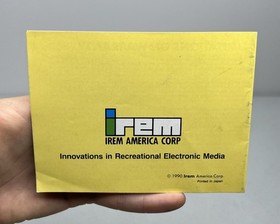 irem
IREM AMERICA CORP
Innovations in Recreational Electronic Media
© 1990 Irem America Corp
Printed in Japan